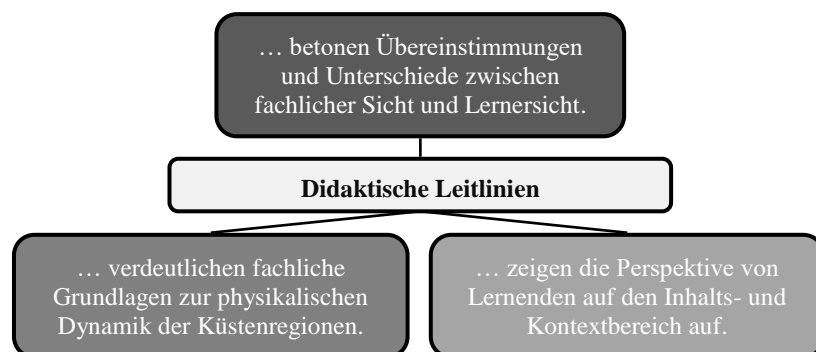 … betonen Übereinstimmungen
und Unterschiede zwischen
fachlicher Sicht und Lernersicht.
Didaktische Leitlinien
… verdeutlichen fachliche
Grundlagen zur physikalischen
Dynamik der Küstenregionen.
… zeigen die Perspektive von
Lernenden auf den Inhalts- und
Kontextbereich auf.